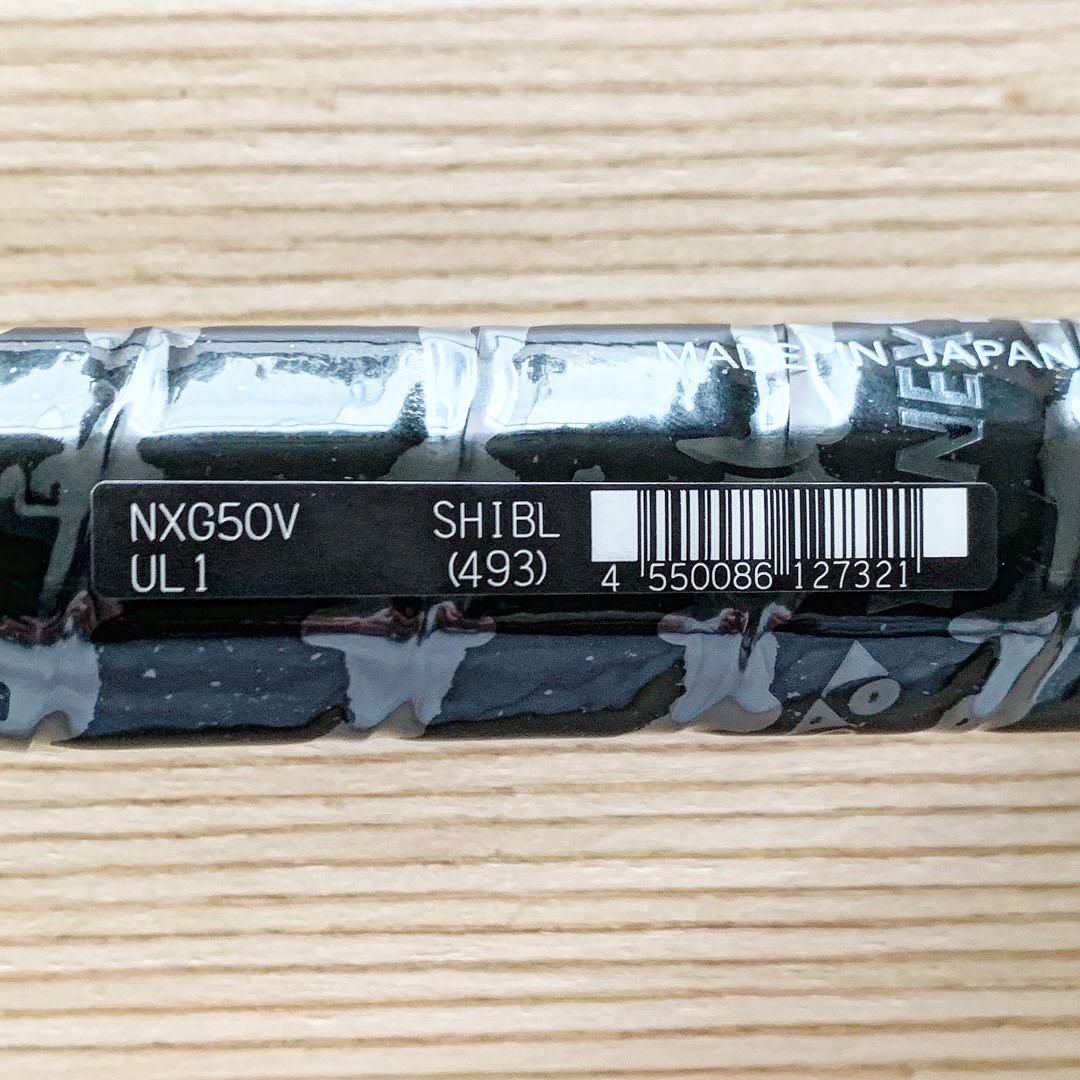 MADE IN JAPAN
NXG50V
UL1
SHIBL
(493)
4 550086 127321